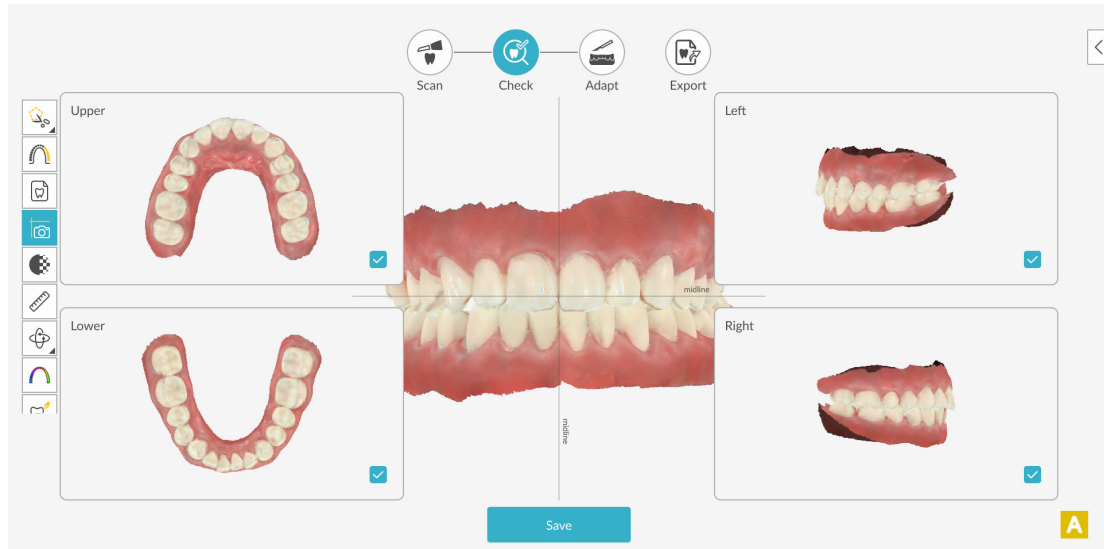 Scan
Check
Adapt
Export
Upper
Left
midline
Lower
Right
midline
Save
A